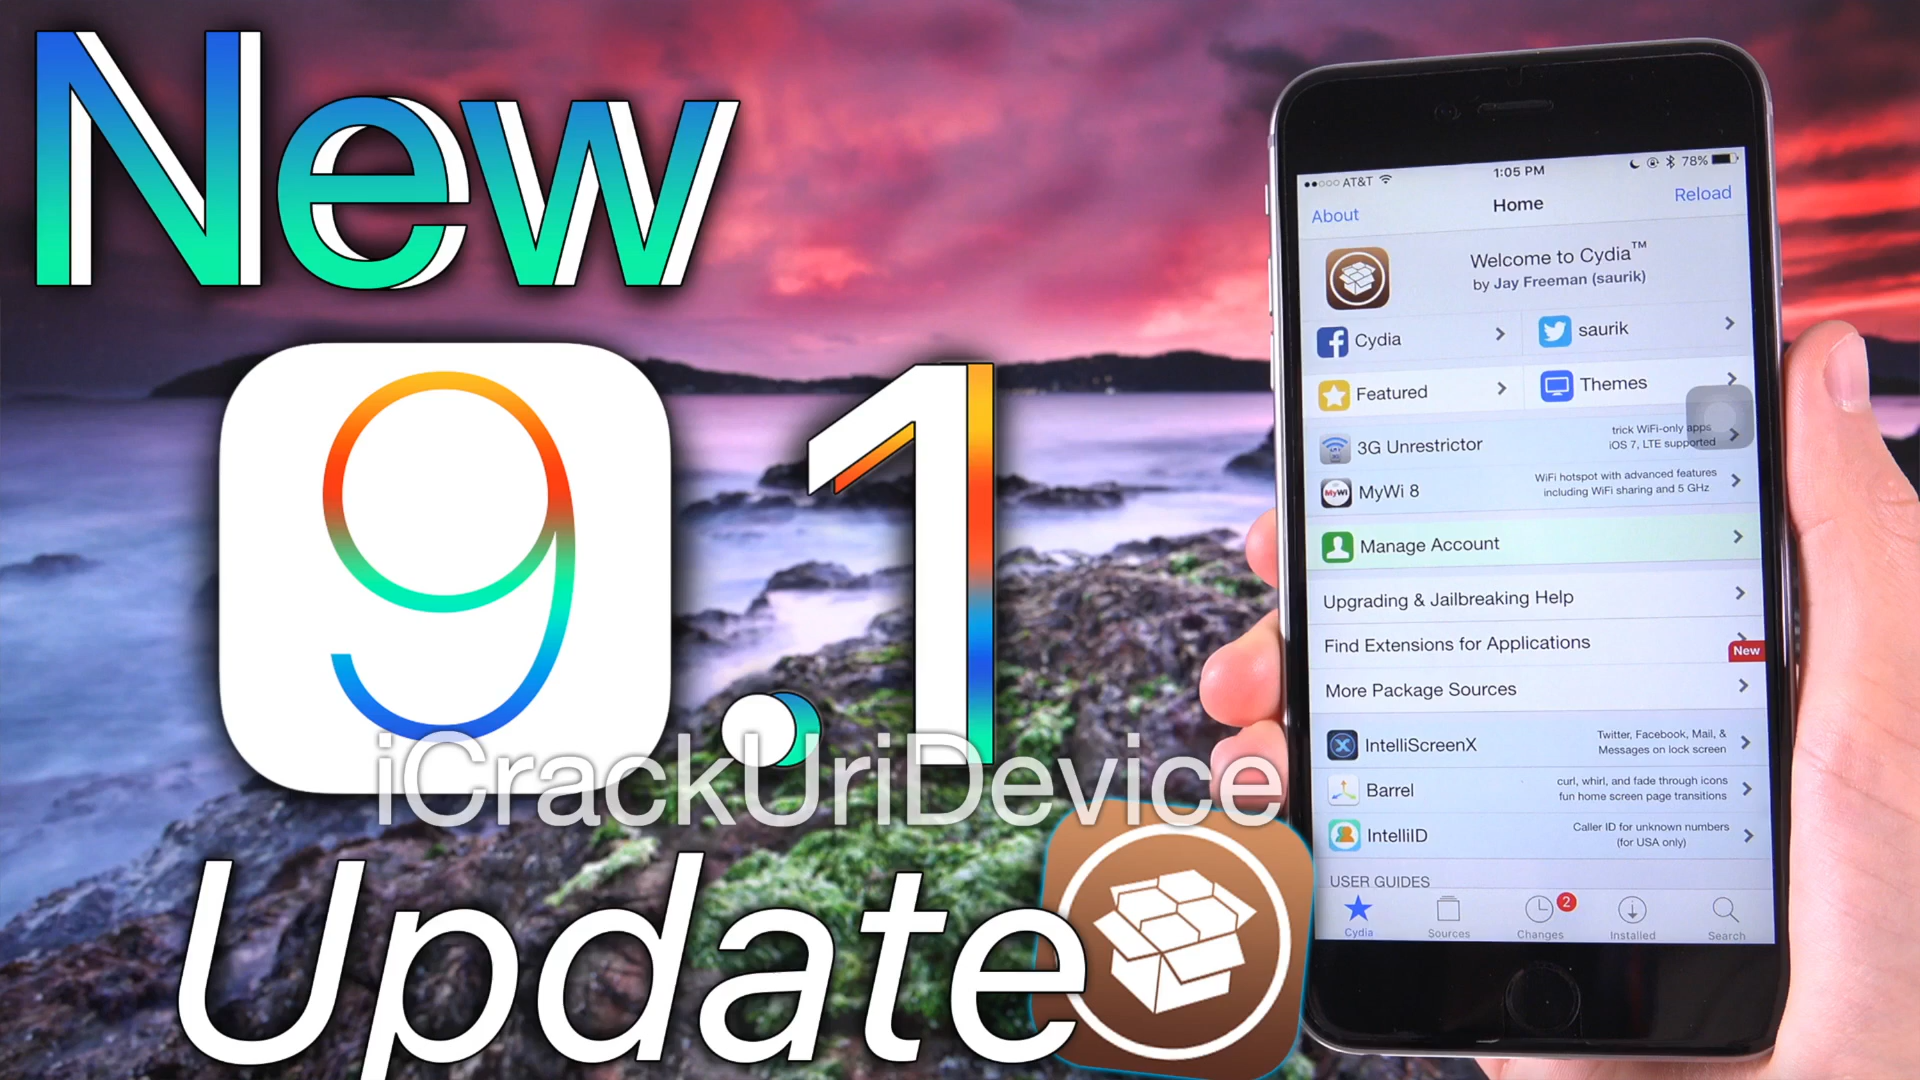 New
9.1
iCrackUriDevice
Update
AT&T
1:05 PM
78%
About
Home
Reload
Welcome to Cydia™
by Jay Freeman (saurik)
Cydia
saurik
Featured
Themes
3G Unrestrictor
trick WiFi-only apps
iOS 7, LTE supported
MyWi
MyWi 8
WiFi hotspot with advanced features
including WiFi sharing and 5 GHz
Manage Account
Upgrading & Jailbreaking Help
Find Extensions for Applications
New
More Package Sources
IntelliScreenX
Twitter, Facebook, Mail, &
Messages on lock screen
Barrel
curl, whirl, and fade through icons
fun home screen page transitions
IntelliID
Caller ID for unknown numbers
(for USA only)
USER GUIDES
2
Cydia
Sources
Changes
Installed
Search